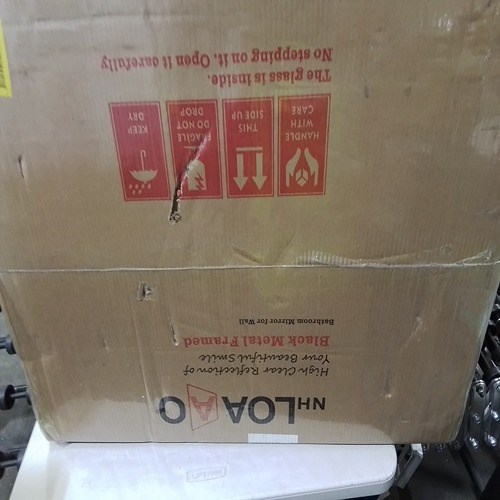 NHLOAAO
High Clear Reflection of
Your Beautiful Smile
Black Metal Framed
Bathroom Mirror for Wall
HANDLE
WITH
CARE
THIS
SIDE UP
FRAGILE
DO NOT
DROP
KEEP
DRY
The glass is inside.
No stepping on it. Open it carefully